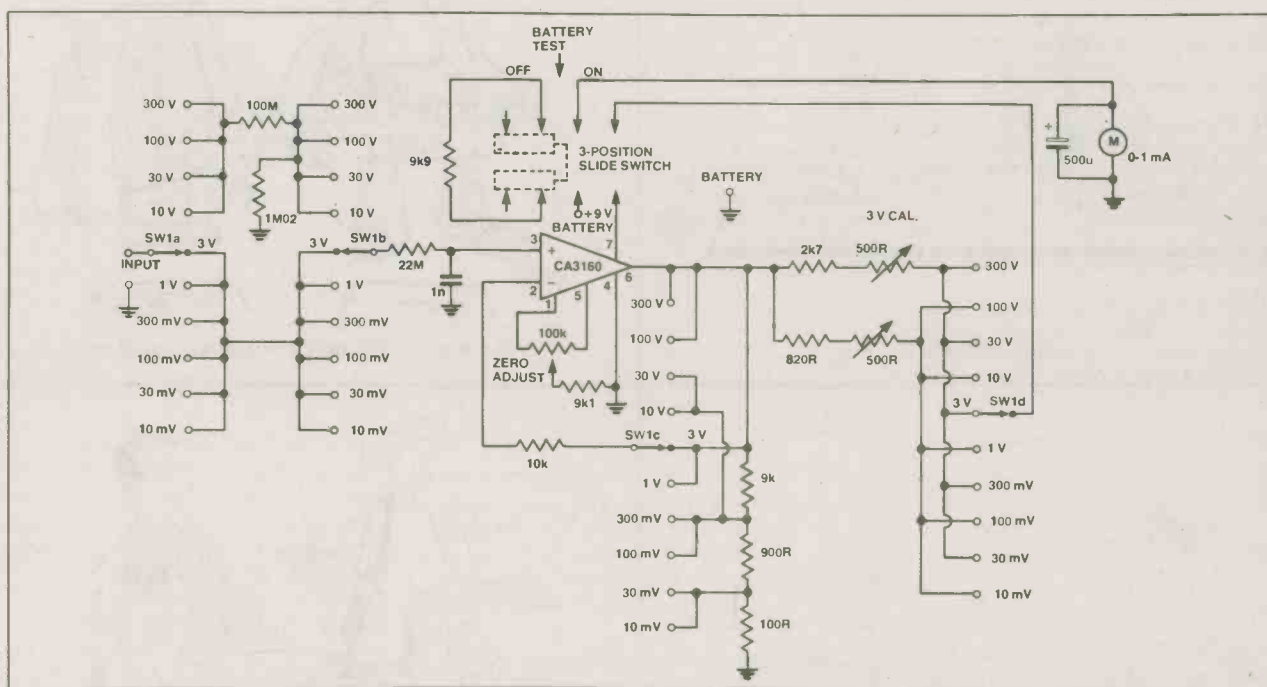 BATTERY
TEST
OFF
ON
300 V
100M
300 V
100 V
100 V
30 V
30 V
1M02
10 V
10 V
9k9
3-POSITION
SLIDE SWITCH
+9 V
BATTERY
BATTERY
+
500u
M
0-1 mA
SW1a
3 V
INPUT
3 V
SW1b
22M
1n
3
+
2
−
CA3160
7
6
4
5
1
100k
ZERO
ADJUST
9k1
1 V
1 V
300 mV
300 mV
100 mV
100 mV
30 mV
30 mV
10 mV
10 mV
10k
SW1c
3 V
300 V
100 V
30 V
10 V
1 V
300 mV
100 mV
30 mV
10 mV
9k
900R
100R
3 V CAL.
2k7
500R
820R
500R
300 V
100 V
30 V
10 V
3 V
SW1d
1 V
300 mV
100 mV
30 mV
10 mV